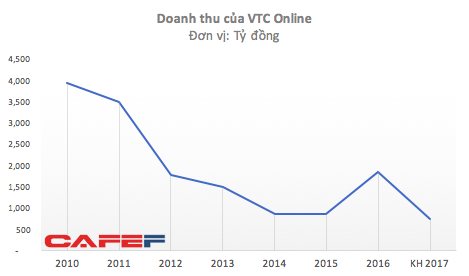 Doanh thu của VTC Online
Đơn vị: Tỷ đồng
4,500
4,000
3,500
3,000
2,500
2,000
1,500
1,000
500
-
CAFEF
2010 2011 2012 2013 2014 2015 2016 KH 2017